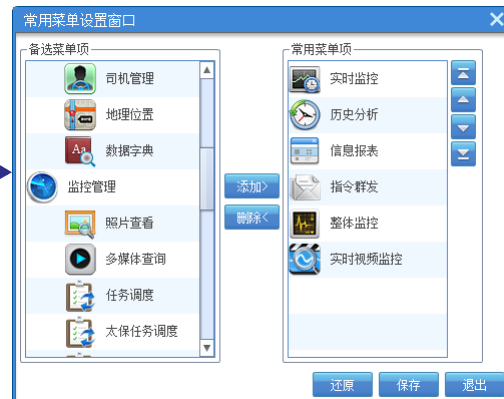 常用菜单设置窗口
备选菜单项
司机管理
地理位置
数据字典
监控管理
照片查看
多媒体查询
任务调度
太保任务调度
添加>
删除<
常用菜单项
实时监控
历史分析
信息报表
指令群发
整体监控
实时视频监控
还原
保存
退出